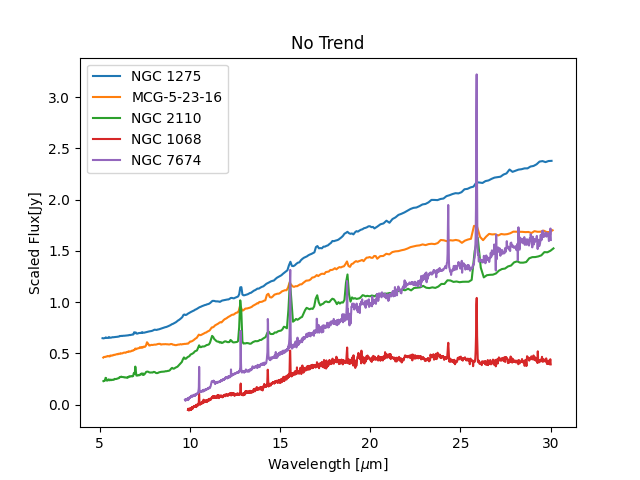 No Trend
NGC 1275
MCG-5-23-16
NGC 2110
NGC 1068
NGC 7674
Scaled Flux[Jy]
3.0
2.5
2.0
1.5
1.0
0.5
0.0
5 10 15 20 25 30
Wavelength [μm]